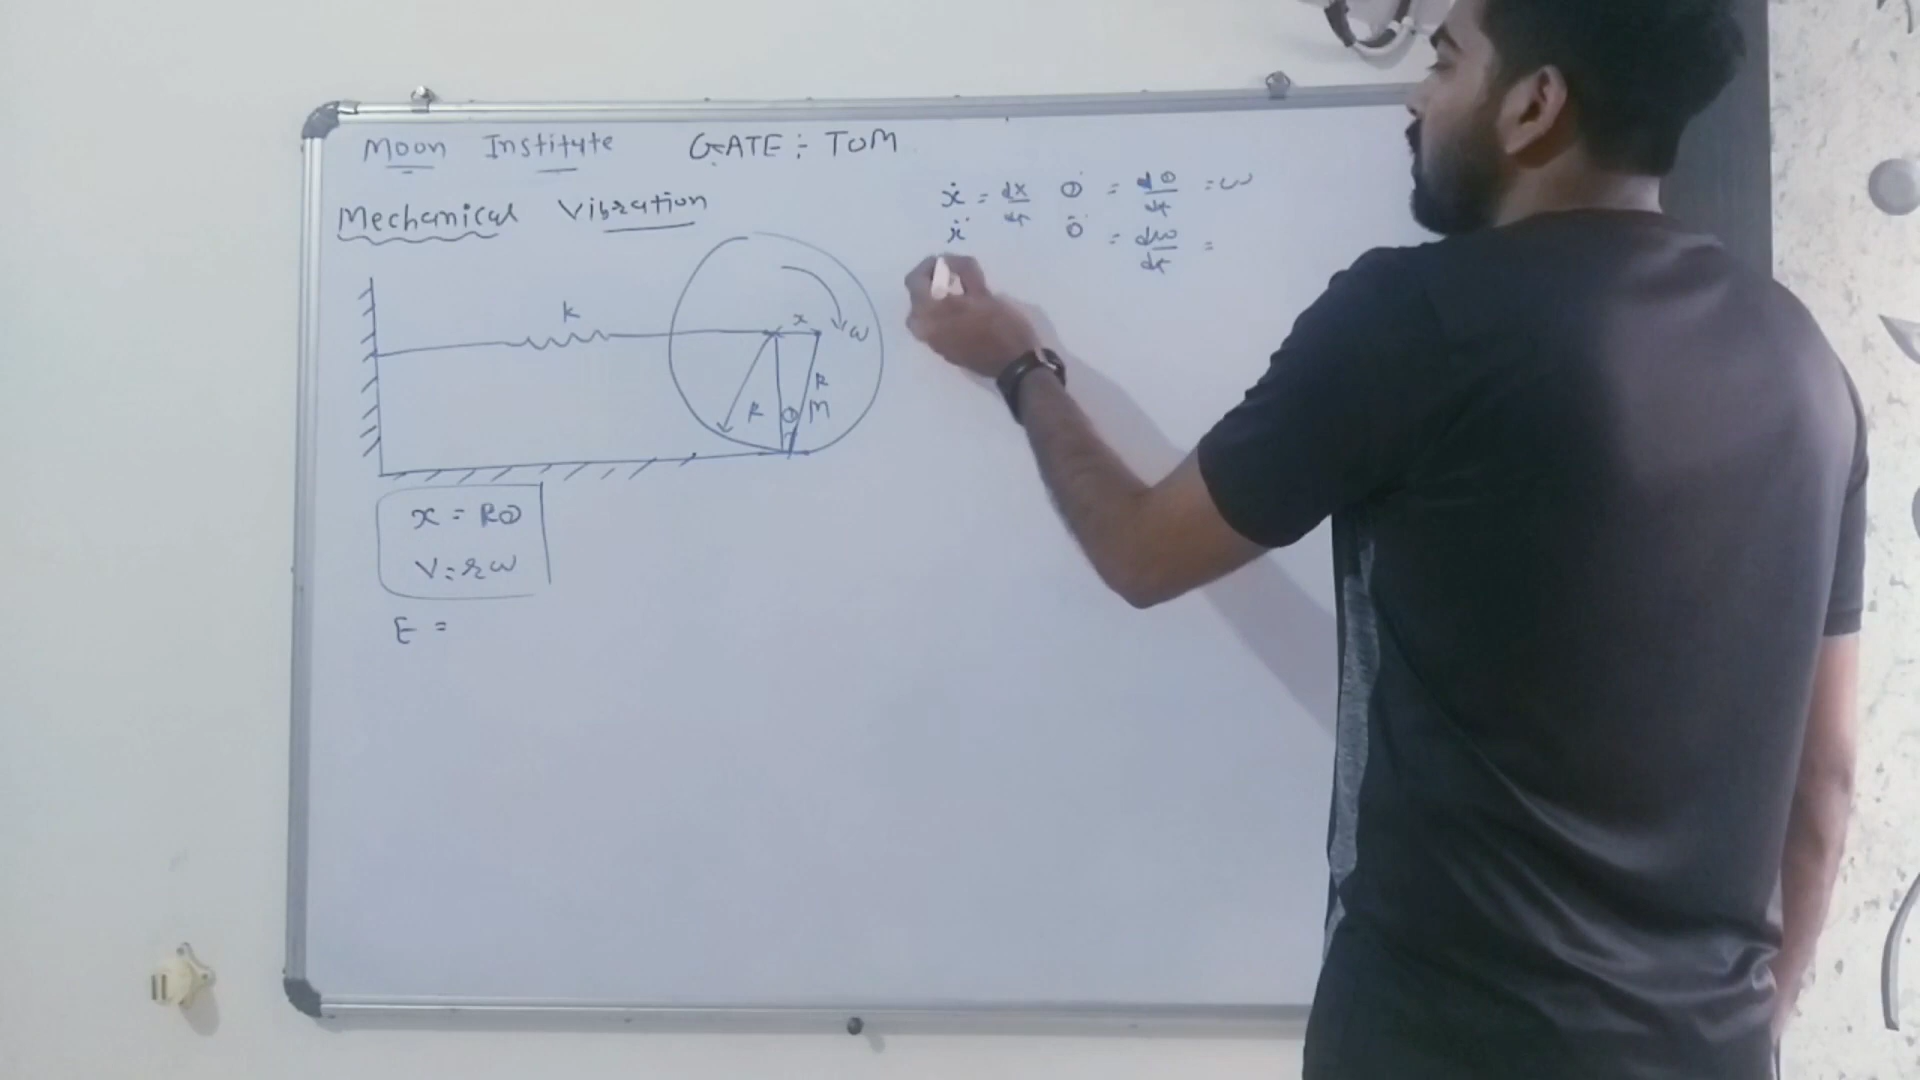 Moon Institute GATE : TOM
Mechanical Vibration
ẋ = dx/dt θ̇ = dθ/dt = ω
ẍ θ̈ = dω/dt =
k
x
ω
R
R θ M
x = Rθ
V = rω
E =